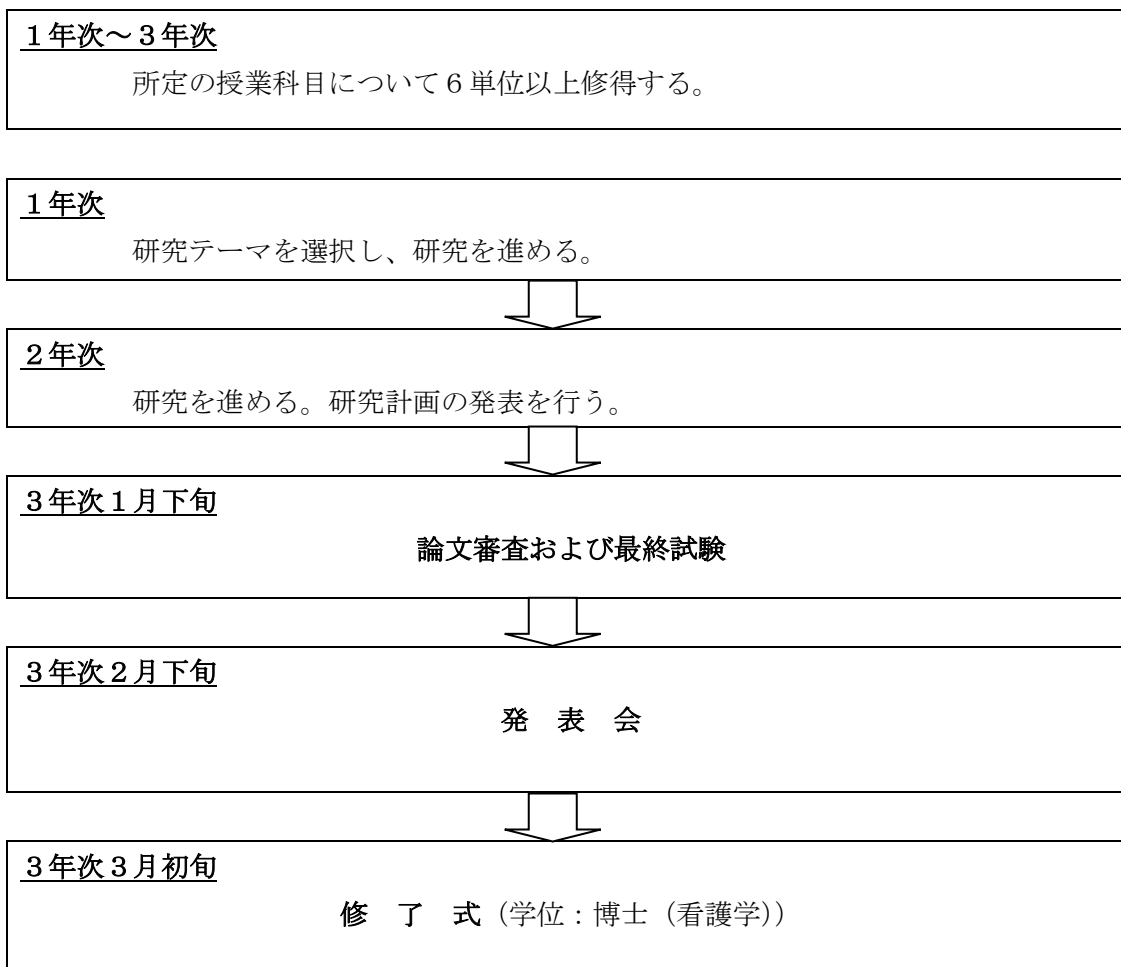 １年次～３年次
所定の授業科目について６単位以上修得する。
１年次
研究テーマを選択し、研究を進める。
２年次
研究を進める。研究計画の発表を行う。
３年次１月下旬
論文審査および最終試験
３年次２月下旬
発　表　会
３年次３月初旬
修　了　式（学位：博士（看護学））